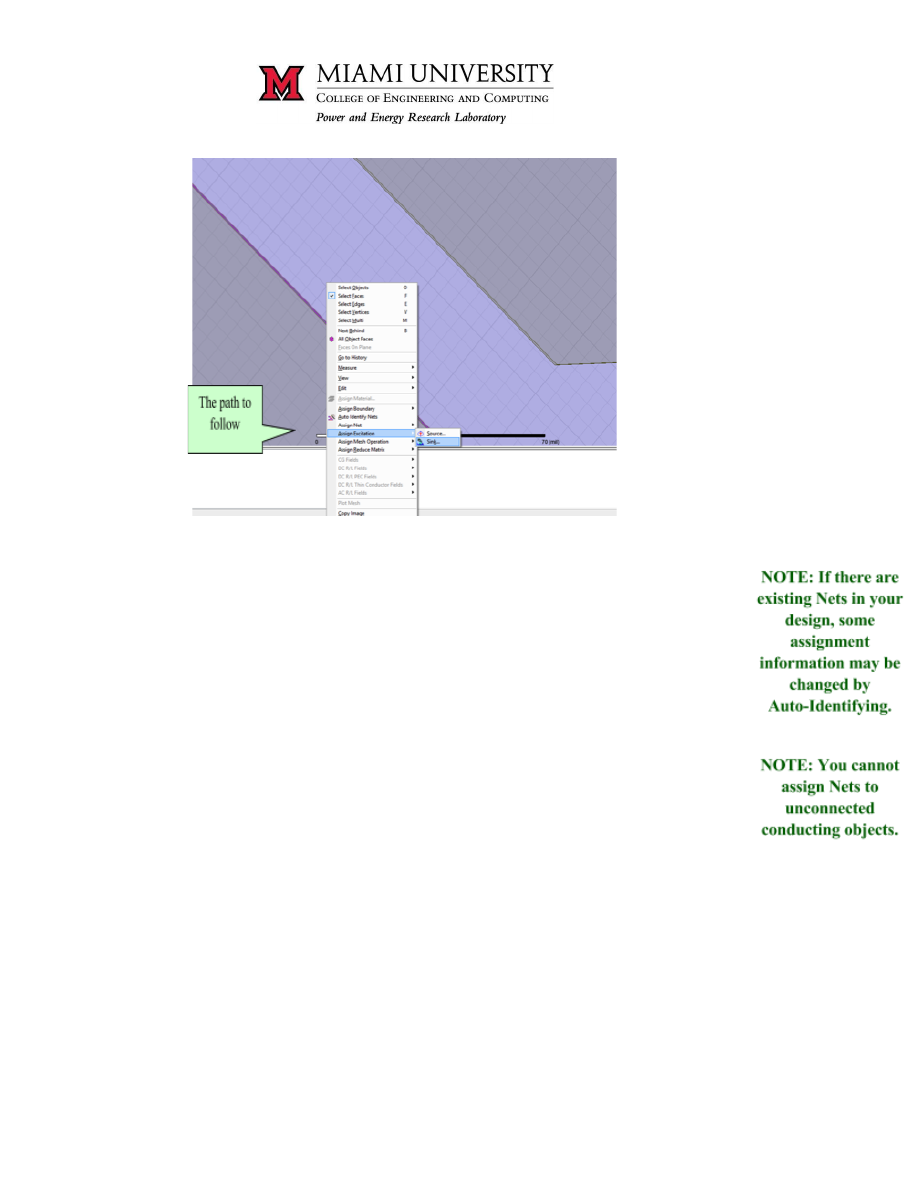 MIAMI UNIVERSITY
COLLEGE OF ENGINEERING AND COMPUTING
Power and Energy Research Laboratory
Select Objects O
Select Faces F
Select Edges E
Select Vertices V
Select Multi M
Next Behind B
All Object Faces
Faces On Plane
Go to History
Measure
View
Edit
Assign Material...
Assign Boundary
Auto Identify Nets
Assign Net
Assign Excitation
Assign Mesh Operation
Assign Reduce Matrix
CG Fields
DC R/L Fields
DC R/L PEC Fields
DC R/L Thin Conductor Fields
AC R/L Fields
Plot Mesh
Copy Image
Source...
Sink...
0
70 (mil)
The path to
follow
NOTE: If there are
existing Nets in your
design, some
assignment
information may be
changed by
Auto-Identifying.
NOTE: You cannot
assign Nets to
unconnected
conducting objects.